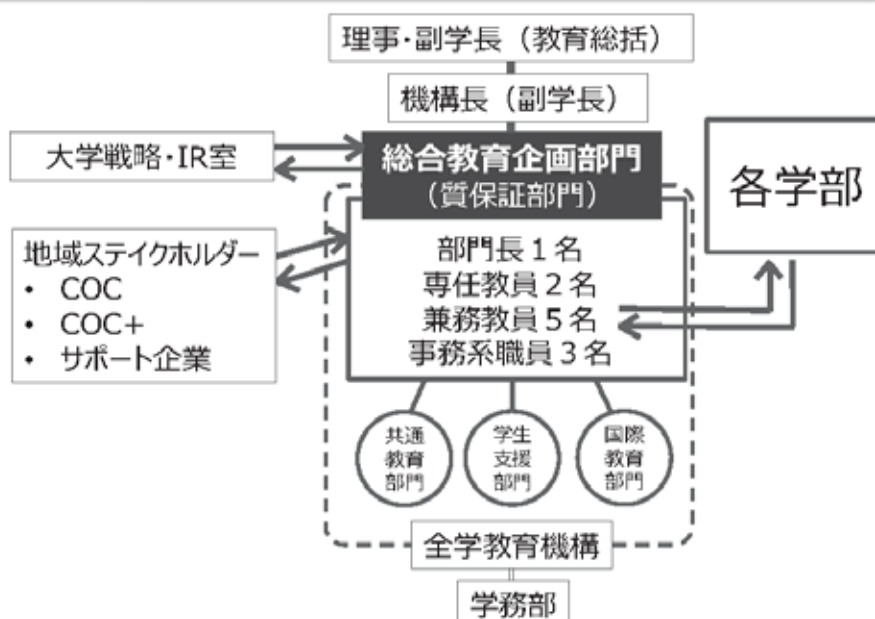 理事・副学長（教育総括）
機構長（副学長）
大学戦略・IR室
総合教育企画部門
（質保証部門）
各学部
地域ステイクホルダー
• COC
• COC+
• サポート企業
部門長１名
専任教員２名
兼務教員５名
事務系職員３名
共通
教育
部門
学生
支援
部門
国際
教育
部門
全学教育機構
学務部